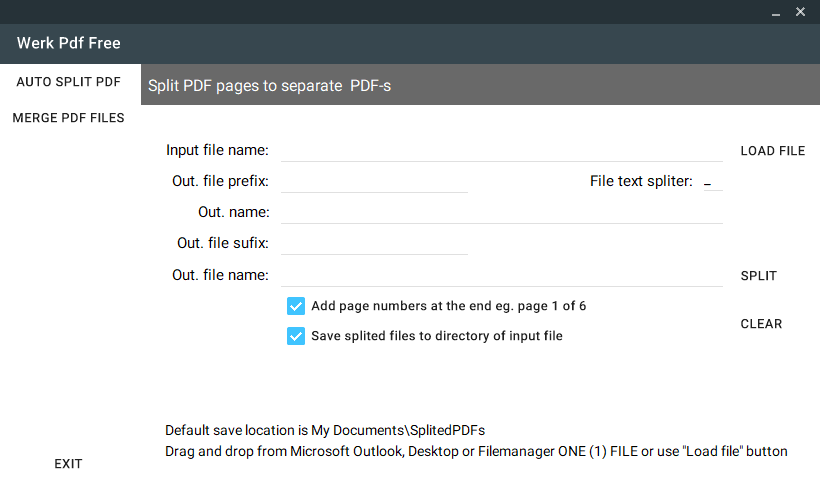 Werk Pdf Free
AUTO SPLIT PDF
MERGE PDF FILES
Split PDF pages to separate  PDF-s
Input file name:
LOAD FILE
Out. file prefix:
File text spliter: _
Out. name:
Out. file sufix:
Out. file name:
SPLIT
Add page numbers at the end eg. page 1 of 6
CLEAR
Save splited files to directory of input file
Default save location is My Documents\SplitedPDFs
Drag and drop from Microsoft Outlook, Desktop or Filemanager ONE (1) FILE or use "Load file" button
EXIT